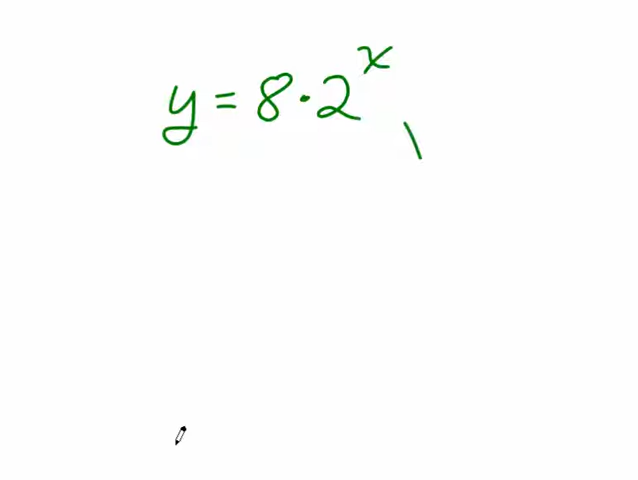 y = 8 · 2^x